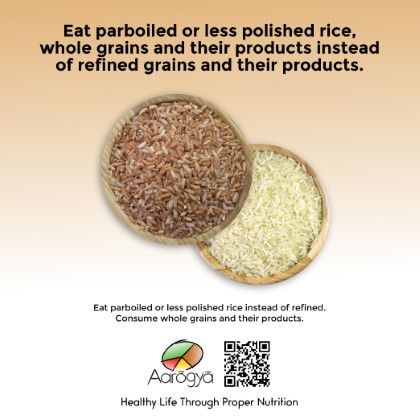 Eat parboiled or less polished rice,
whole grains and their products instead
of refined grains and their products.
Eat parboiled or less polished rice instead of refined.
Consume whole grains and their products.
Aarōgyā
Healthy Life Through Proper Nutrition